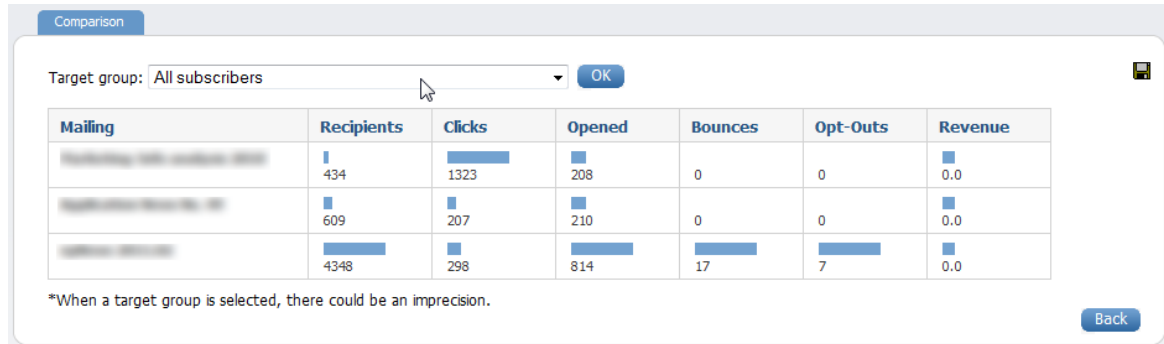 Comparison
Target group: All subscribers OK
Mailing Recipients Clicks Opened Bounces Opt-Outs Revenue
434 1323 208 0 0 0.0
609 207 210 0 0 0.0
4348 298 814 17 7 0.0
*When a target group is selected, there could be an imprecision.
Back